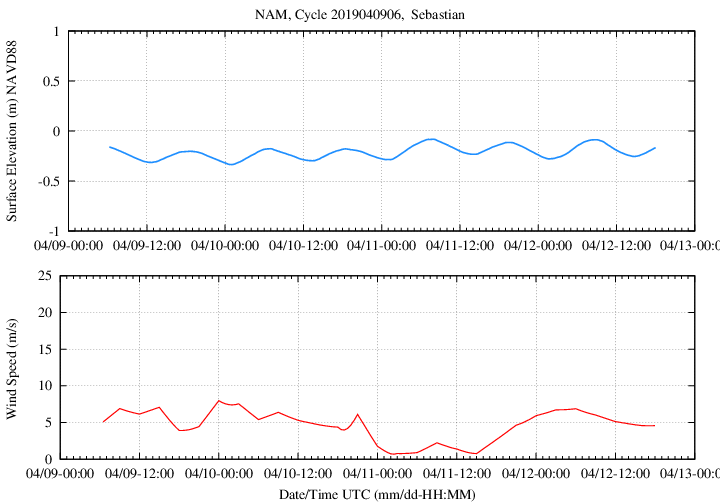 NAM, Cycle 2019040906,  Sebastian
Surface Elevation (m) NAVD88
1
0.5
0
-0.5
-1
04/09-00:00 04/09-12:00 04/10-00:00 04/10-12:00 04/11-00:00 04/11-12:00 04/12-00:00 04/12-12:00 04/13-00:0
Wind Speed (m/s)
25
20
15
10
5
0
04/09-00:00 04/09-12:00 04/10-00:00 04/10-12:00 04/11-00:00 04/11-12:00 04/12-00:00 04/12-12:00 04/13-00:0
Date/Time UTC (mm/dd-HH:MM)